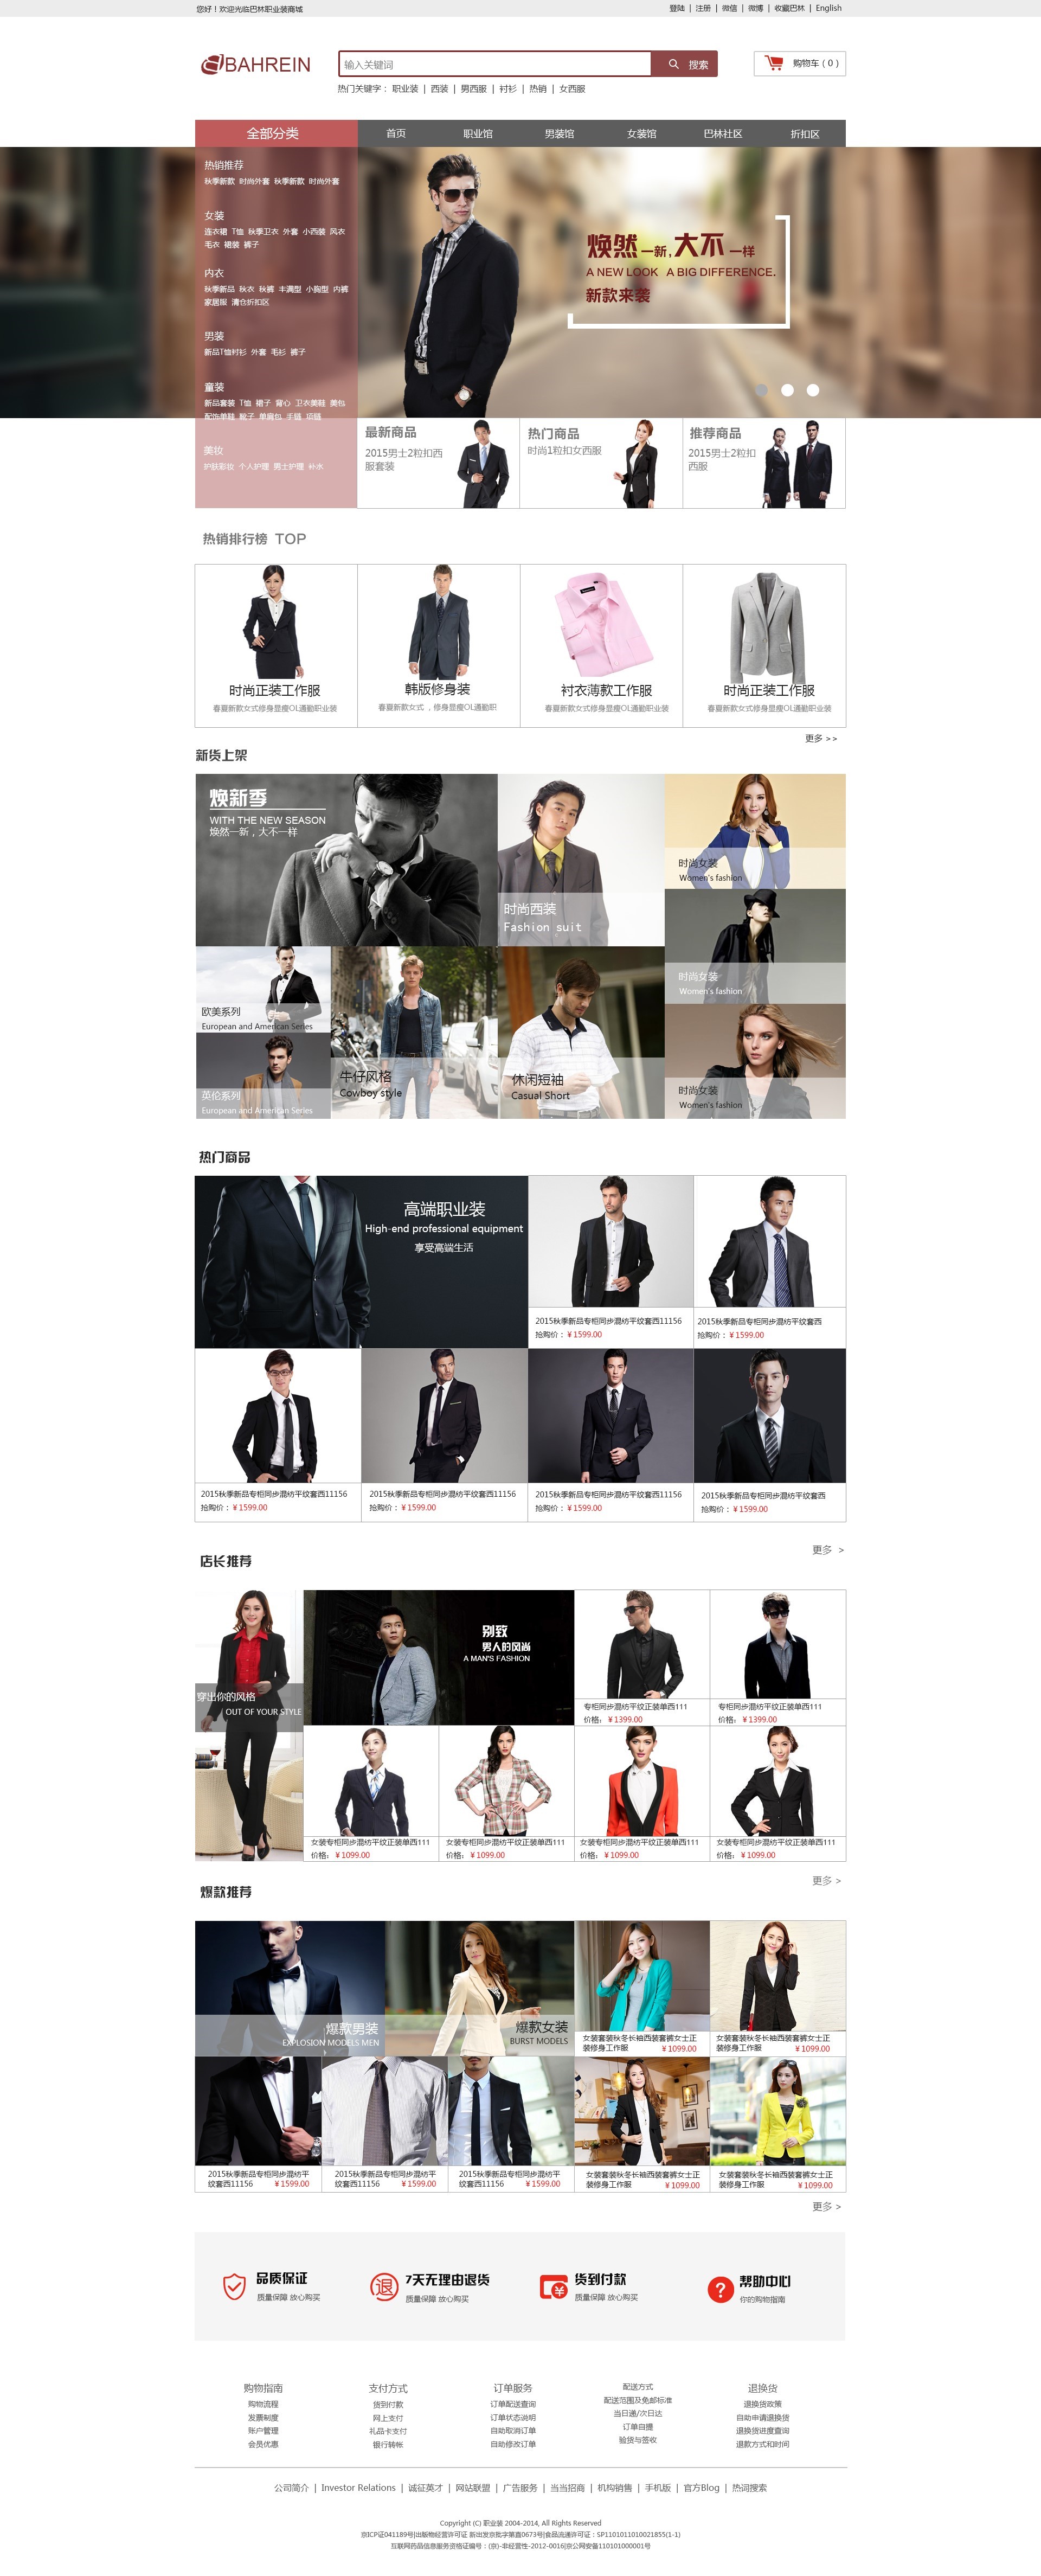 您好！欢迎光临巴林职业装商城
登陆 | 注册 | 微信 | 微博 | 收藏巴林 | English
BAHREIN
输入关键词
搜索
购物车（0）
热门关键字： 职业装 | 西装 | 男西服 | 衬衫 | 热销 | 女西服
全部分类 首页 职业馆 男装馆 女装馆 巴林社区 折扣区
热销推荐
秋季新款 时尚外套 秋季新款 时尚外套
女装
连衣裙 T恤 秋季卫衣 外套 小西装 风衣
毛衣 裙装 裤子
内衣
秋季新品 秋衣 秋裤 丰满型 小胸型 内裤
家居服 清仓折扣区
男装
新品T恤衬衫 外套 毛衫 裤子
童装
新品套装 T恤 裙子 背心 卫衣美鞋 美包
配饰单鞋 靴子 单肩包 手链 项链
美妆
护肤彩妆 个人护理 男士护理 补水
焕然一新,大不一样
A NEW LOOK A BIG DIFFERENCE.
新款来袭
最新商品
2015男士2粒扣西
服套装
热门商品
时尚1粒扣女西服
推荐商品
2015男士2粒扣
西服
热销排行榜 TOP
时尚正装工作服
春夏新款女式修身显瘦OL通勤职业装
韩版修身装
春夏新款女式 ，修身显瘦OL通勤职
衬衣薄款工作服
春夏新款女式修身显瘦OL通勤职业装
时尚正装工作服
春夏新款女式修身显瘦OL通勤职业装
更多 >>
新货上架
焕新季
WITH THE NEW SEASON
焕然一新，大不一样
时尚西装
Fashion suit
时尚女装
Women's fashion
时尚女装
Women's fashion
时尚女装
Women's fashion
欧美系列
European and American Series
英伦系列
European and American Series
牛仔风格
Cowboy style
休闲短袖
Casual Short
热门商品
高端职业装
High-end professional equipment
享受高端生活
2015秋季新品专柜同步混纺平纹套西11156
抢购价：￥1599.00
2015秋季新品专柜同步混纺平纹套西
抢购价：￥1599.00
2015秋季新品专柜同步混纺平纹套西11156
抢购价：￥1599.00
2015秋季新品专柜同步混纺平纹套西11156
抢购价：￥1599.00
2015秋季新品专柜同步混纺平纹套西11156
抢购价：￥1599.00
2015秋季新品专柜同步混纺平纹套西
抢购价：￥1599.00
更多 >
店长推荐
穿出你的风格
OUT OF YOUR STYLE
别致
男人的风尚
A MAN'S FASHION
专柜同步混纺平纹正装单西111
价格：￥1399.00
专柜同步混纺平纹正装单西111
价格：￥1399.00
女装专柜同步混纺平纹正装单西111
价格：￥1099.00
女装专柜同步混纺平纹正装单西111
价格：￥1099.00
女装专柜同步混纺平纹正装单西111
价格：￥1099.00
女装专柜同步混纺平纹正装单西111
价格：￥1099.00
更多 >
爆款推荐
爆款男装
EXPLOSION MODELS MEN
爆款女装
BURST MODELS
女装套装秋冬长袖西装套裤女士正
装修身工作服 ￥1099.00
女装套装秋冬长袖西装套裤女士正
装修身工作服 ￥1099.00
2015秋季新品专柜同步混纺平
纹套西11156 ￥1599.00
2015秋季新品专柜同步混纺平
纹套西11156 ￥1599.00
2015秋季新品专柜同步混纺平
纹套西11156 ￥1599.00
女装套装秋冬长袖西装套裤女士正
装修身工作服 ￥1099.00
女装套装秋冬长袖西装套裤女士正
装修身工作服 ￥1099.00
更多 >
品质保证
质量保障 放心购买
退
7天无理由退货
质量保障 放心购买
货到付款
质量保障 放心购买
帮助中心
你的购物指南
购物指南
购物流程
发票制度
账户管理
会员优惠
支付方式
货到付款
网上支付
礼品卡支付
银行转帐
订单服务
订单配送查询
订单状态说明
自助取消订单
自助修改订单
配送方式
配送范围及免邮标准
当日递/次日达
订单自提
验货与签收
退换货
退换货政策
自助申请退换货
退换货进度查询
退款方式和时间
公司简介 | Investor Relations | 诚征英才 | 网站联盟 | 广告服务 | 当当招商 | 机构销售 | 手机版 | 官方Blog | 热词搜索
Copyright (C) 职业装 2004-2014, All Rights Reserved
京ICP证041189号|出版物经营许可证 新出发京批字第直0673号|食品流通许可证：SP1101011010021855(1-1)
互联网药品信息服务资格证编号：(京)-非经营性-2012-0016|京公网安备110101000001号